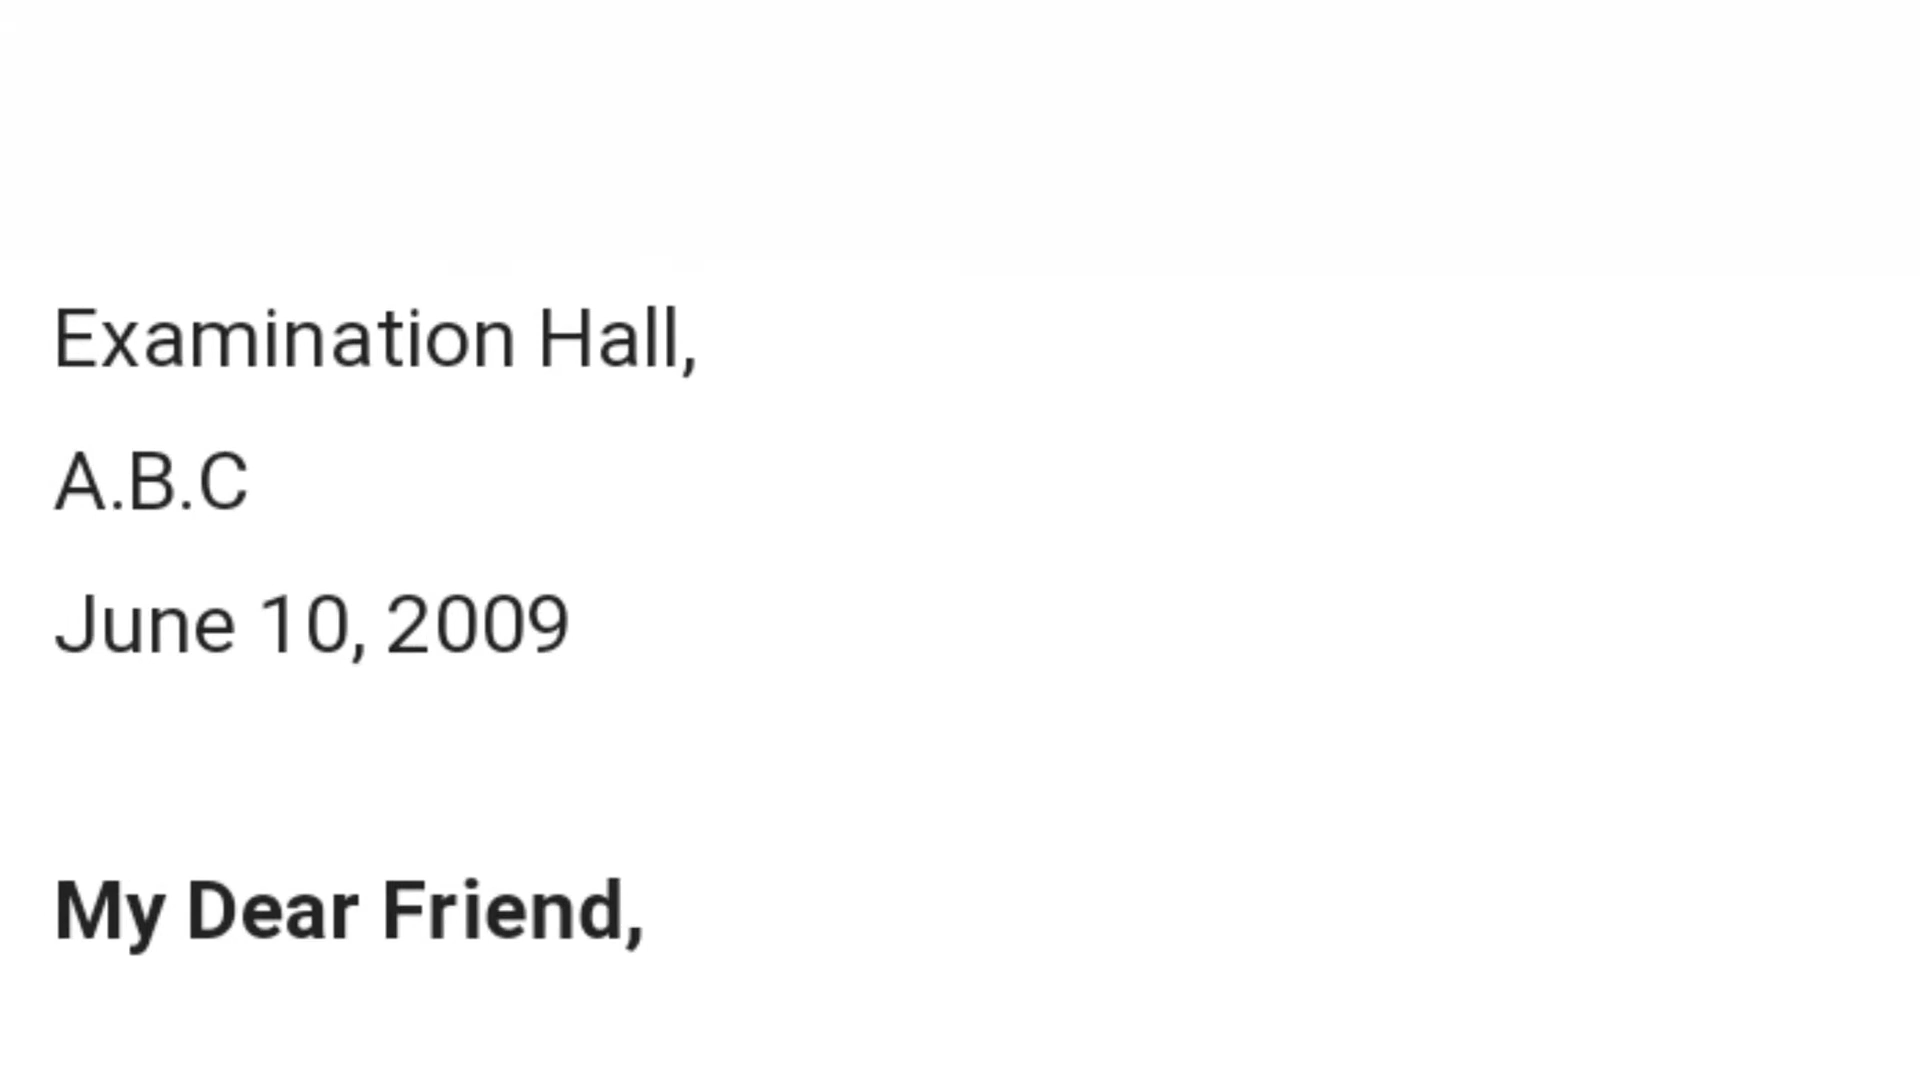 Examination Hall,
A.B.C
June 10, 2009
My Dear Friend,